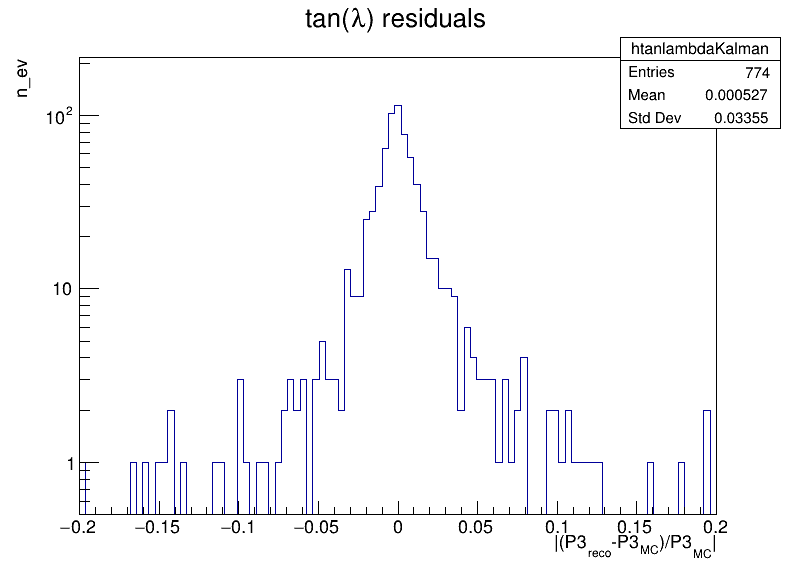 tan(λ) residuals
htanlambdaKalman
Entries 774
Mean 0.000527
Std Dev 0.03355
n_ev
10²
10
1
−0.2 −0.15 −0.1 −0.05 0 0.05 0.1 0.15 0.2
|(P3reco-P3MC)/P3MC|